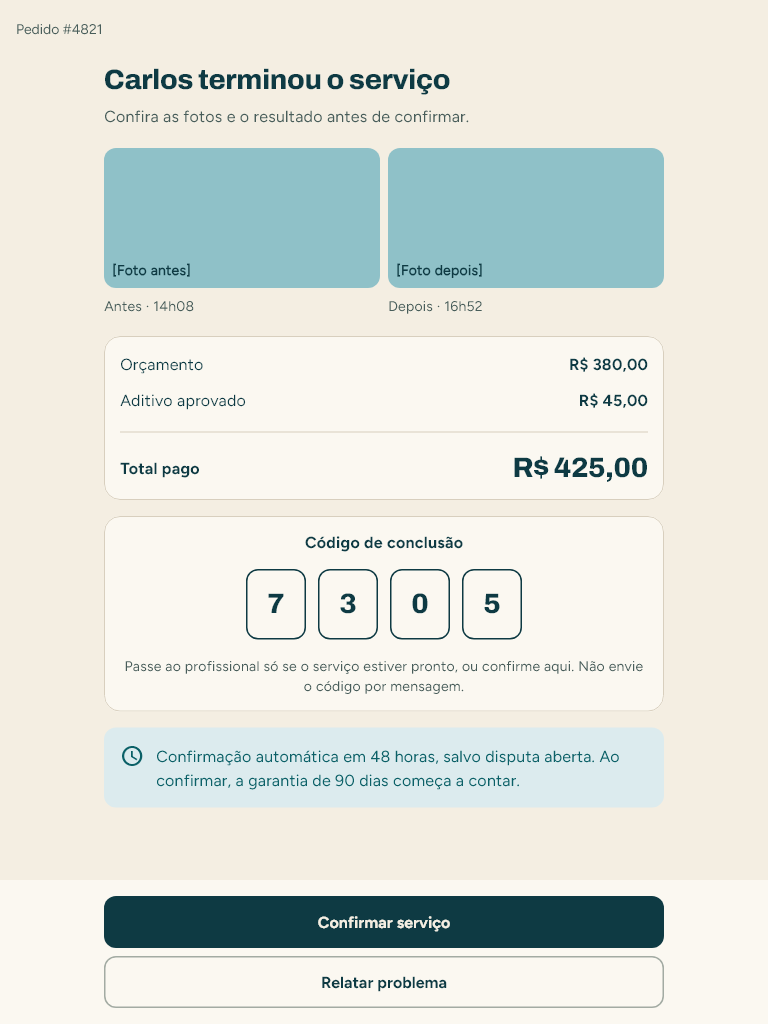 Pedido #4821
Carlos terminou o serviço
Confira as fotos e o resultado antes de confirmar.
[Foto antes]
[Foto depois]
Antes · 14h08
Depois · 16h52
Orçamento
R$ 380,00
Aditivo aprovado
R$ 45,00
Total pago
R$ 425,00
Código de conclusão
7 3 0 5
Passe ao profissional só se o serviço estiver pronto, ou confirme aqui. Não envie
o código por mensagem.
Confirmação automática em 48 horas, salvo disputa aberta. Ao
confirmar, a garantia de 90 dias começa a contar.
Confirmar serviço
Relatar problema